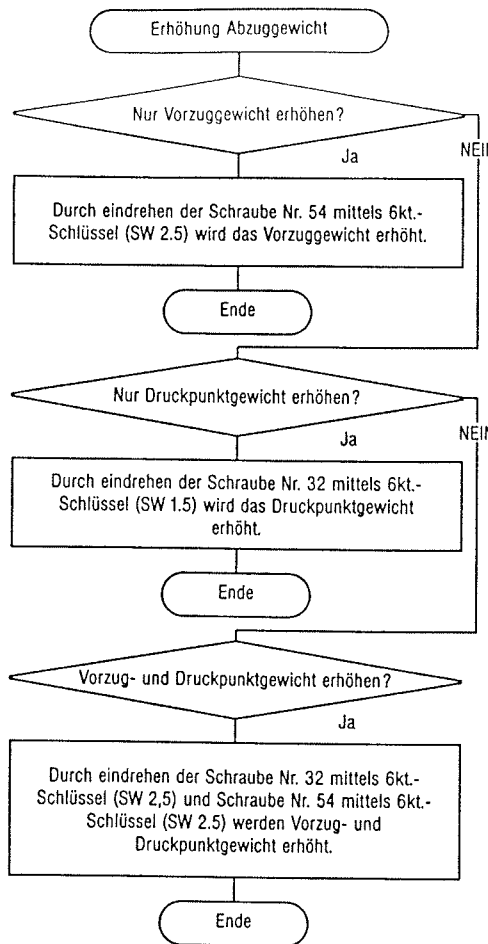 Erhöhung Abzuggewicht
Nur Vorzuggewicht erhöhen?
Ja
NEIN
Durch eindrehen der Schraube Nr. 54 mittels 6kt.-
Schlüssel (SW 2.5) wird das Vorzuggewicht erhöht.
Ende
Nur Druckpunktgewicht erhöhen?
Ja
NEIN
Durch eindrehen der Schraube Nr. 32 mittels 6kt.-
Schlüssel (SW 1.5) wird das Druckpunktgewicht
erhöht.
Ende
Vorzug- und Druckpunktgewicht erhöhen?
Ja
Durch eindrehen der Schraube Nr. 32 mittels 6kt.-
Schlüssel (SW 2,5) und Schraube Nr. 54 mittels 6kt.-
Schlüssel (SW 2.5) werden Vorzug- und
Druckpunktgewicht erhöht.
Ende